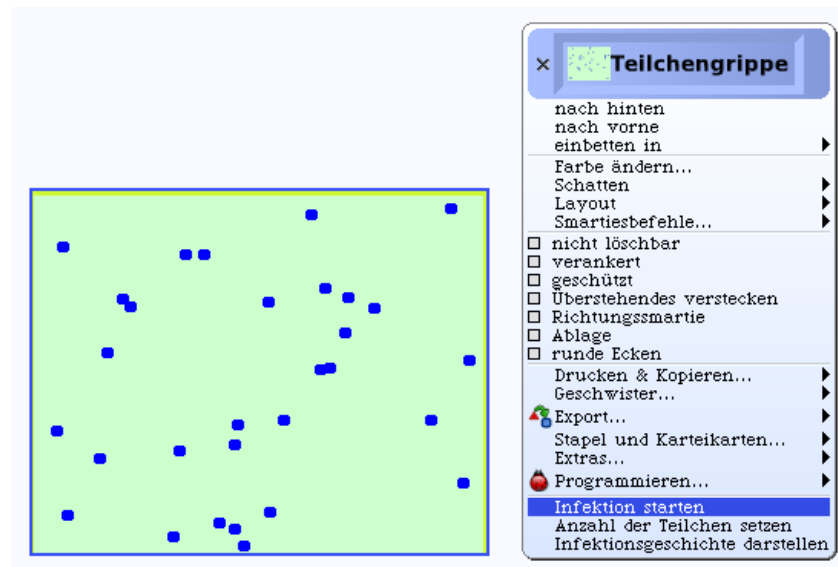 Teilchengrippe
nach hinten
nach vorne
einbetten in
Farbe ändern...
Schatten
Layout
Smartiesbefehle...
nicht löschbar
verankert
geschützt
Überstehendes verstecken
Richtungssmartie
Ablage
runde Ecken
Drucken & Kopieren...
Geschwister...
Export...
Stapel und Karteikarten...
Extras...
Programmieren...
Infektion starten
Anzahl der Teilchen setzen
Infektionsgeschichte darstellen